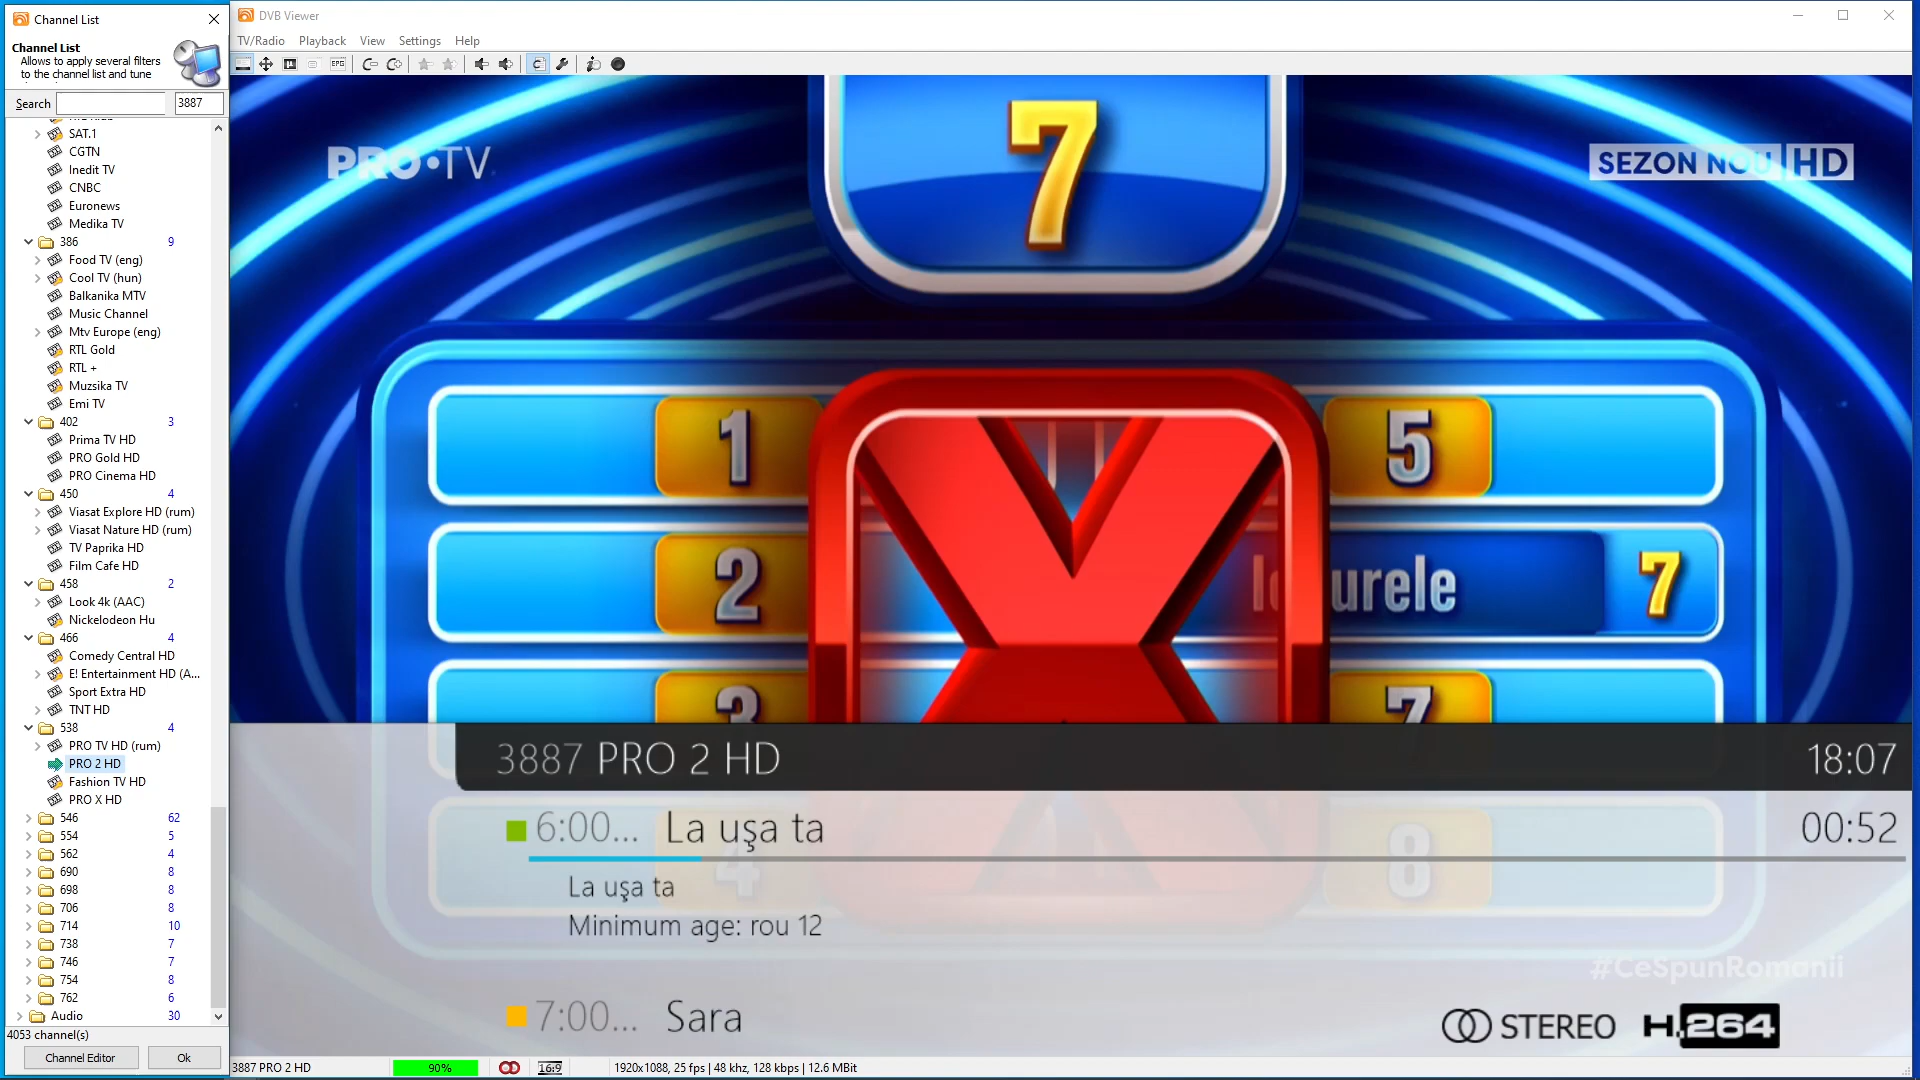 Channel List
Channel List
Allows to apply several filters
to the channel list and tune
Search
3887
SAT.1
CGTN
Inedit TV
CNBC
Euronews
Medika TV
386 9
Food TV (eng)
Cool TV (hun)
Balkanika MTV
Music Channel
Mtv Europe (eng)
RTL Gold
RTL +
Muzsika TV
Emi TV
402 3
Prima TV HD
PRO Gold HD
PRO Cinema HD
450 4
Viasat Explore HD (rum)
Viasat Nature HD (rum)
TV Paprika HD
Film Cafe HD
458 2
Look 4k (AAC)
Nickelodeon Hu
466 4
Comedy Central HD
E! Entertainment HD (A...
Sport Extra HD
TNT HD
538 4
PRO TV HD (rum)
PRO 2 HD
Fashion TV HD
PRO X HD
546 62
554 5
562 4
690 8
698 8
706 8
714 10
738 7
746 7
754 8
762 6
Audio 30
4053 channel(s)
Channel Editor
Ok
DVB Viewer
TV/Radio Playback View Settings Help
EPG
7
PRO•TV
SEZON NOU HD
1
5
2
urele 7
3
7
4
8
X
3887 PRO 2 HD 18:07
6:00... La uşa ta 00:52
La uşa ta
Minimum age: rou 12
#CeSpunRomanii
7:00... Sara
STEREO H.264
3887 PRO 2 HD 90% 16:9 1920x1088, 25 fps | 48 khz, 128 kbps | 12.6 MBit